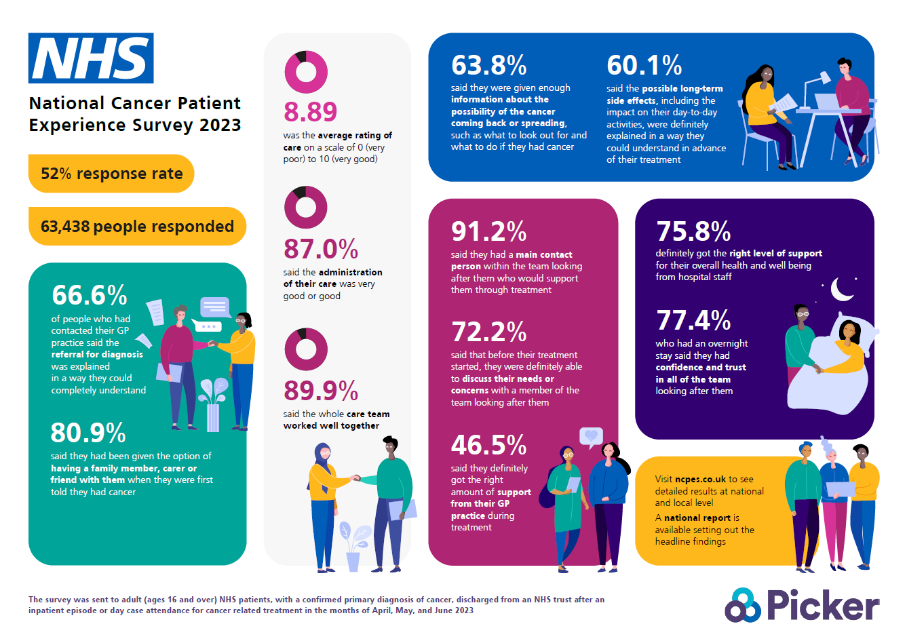 NHS
National Cancer Patient
Experience Survey 2023
52% response rate
63,438 people responded
66.6%
of people who had
contacted their GP
practice said the
referral for diagnosis
was explained
in a way they could
completely understand
80.9%
said they had been given the option of
having a family member, carer or
friend with them when they were first
told they had cancer
8.89
was the average rating of
care on a scale of 0 (very
poor) to 10 (very good)
87.0%
said the administration
of their care was very
good or good
89.9%
said the whole care team
worked well together
63.8%
said they were given enough
information about the
possibility of the cancer
coming back or spreading,
such as what to look out for and
what to do if they had cancer
60.1%
said the possible long-term
side effects, including the
impact on their day-to-day
activities, were definitely
explained in a way they
could understand in advance
of their treatment
91.2%
said they had a main contact
person within the team looking
after them who would support
them through treatment
72.2%
said that before their treatment
started, they were definitely able
to discuss their needs or
concerns with a member of the
team looking after them
46.5%
said they definitely
got the right
amount of support
from their GP
practice during
treatment
75.8%
definitely got the right level of support
for their overall health and well being
from hospital staff
77.4%
who had an overnight
stay said they had
confidence and trust
in all of the team
looking after them
Visit ncpes.co.uk to see
detailed results at national
and local level
A national report is
available setting out the
headline findings
The survey was sent to adult (ages 16 and over) NHS patients, with a confirmed primary diagnosis of cancer, discharged from an NHS trust after an
inpatient episode or day case attendance for cancer related treatment in the months of April, May, and June 2023
Picker